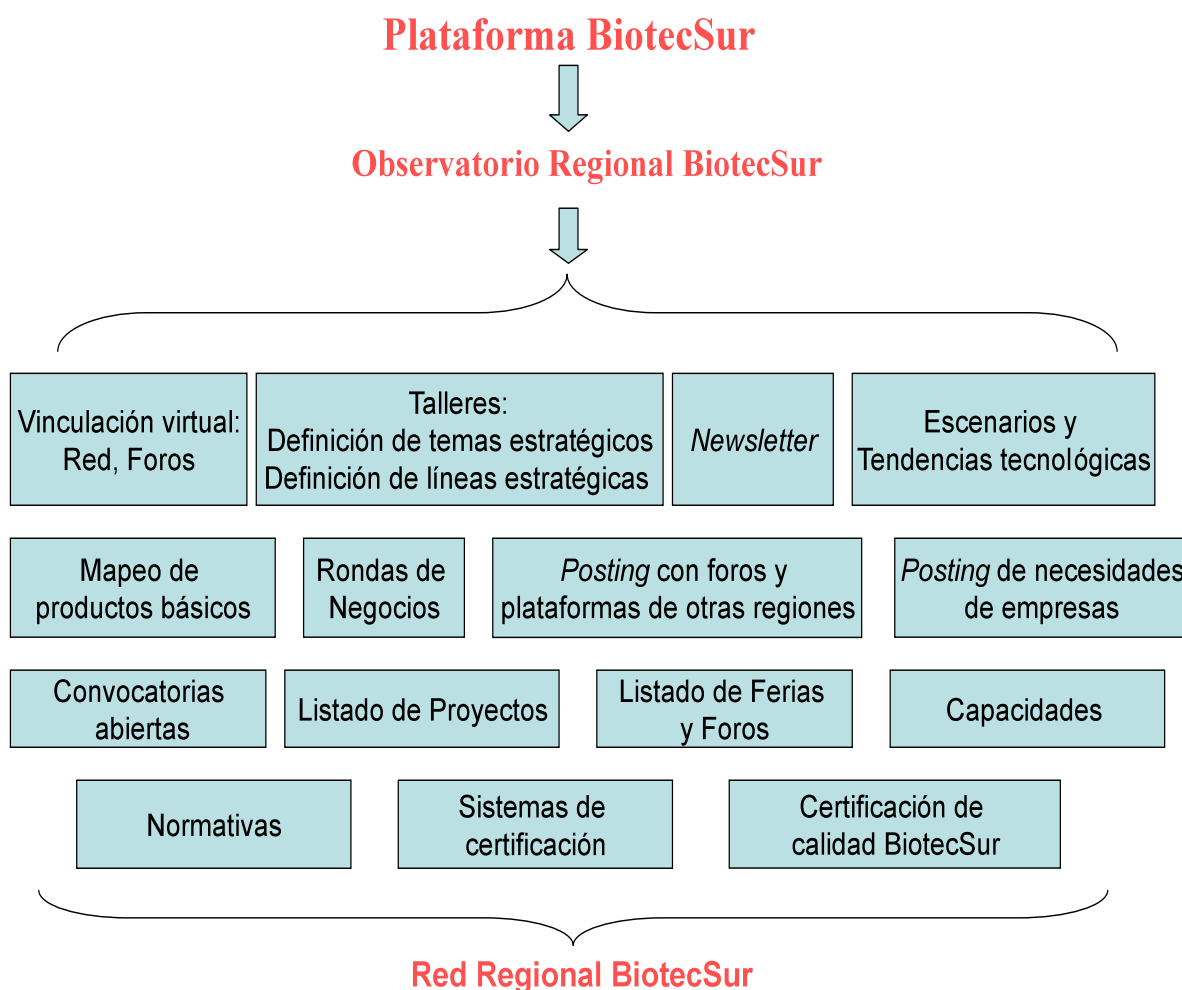 Plataforma BiotecSur
Observatorio Regional BiotecSur
Vinculación virtual:
Red, Foros
Talleres:
Definición de temas estratégicos
Definición de líneas estratégicas
Newsletter
Escenarios y
Tendencias tecnológicas
Mapeo de
productos básicos
Rondas de
Negocios
Posting con foros y
plataformas de otras regiones
Posting de necesidades
de empresas
Convocatorias
abiertas
Listado de Proyectos
Listado de Ferias
y Foros
Capacidades
Normativas
Sistemas de
certificación
Certificación de
calidad BiotecSur
Red Regional BiotecSur